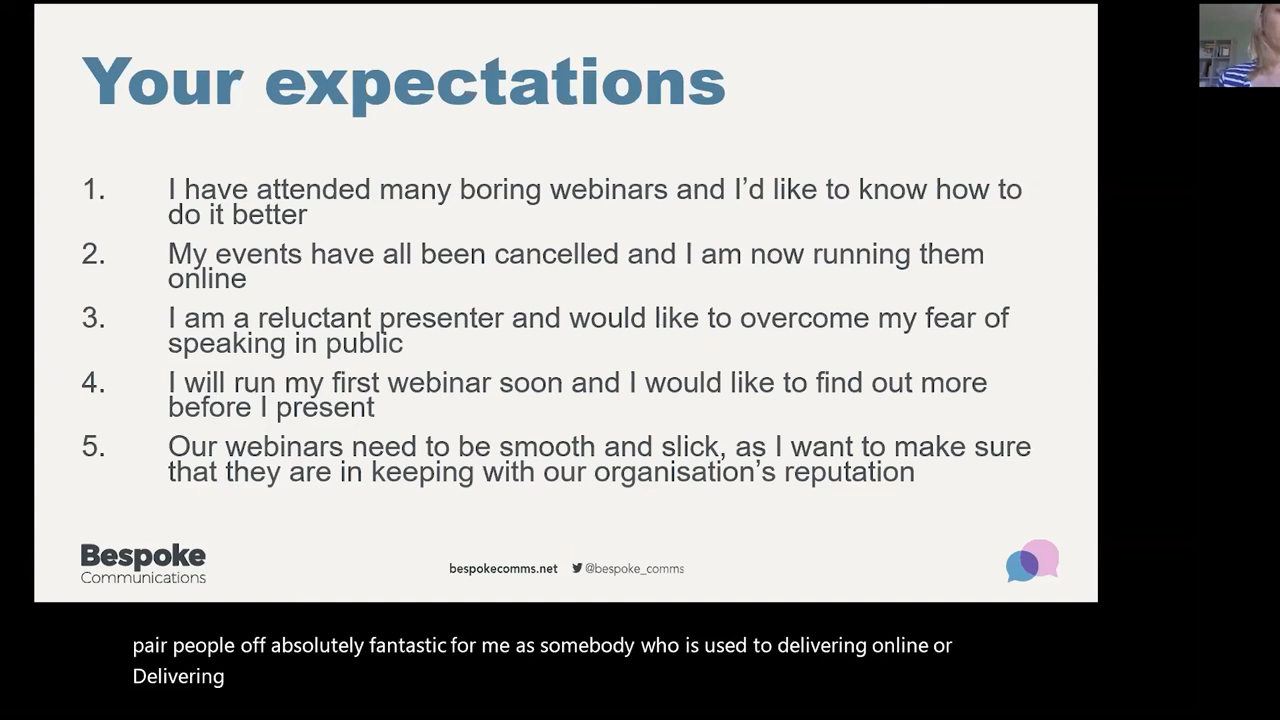 Your expectations
1. I have attended many boring webinars and I’d like to know how to
do it better
2. My events have all been cancelled and I am now running them
online
3. I am a reluctant presenter and would like to overcome my fear of
speaking in public
4. I will run my first webinar soon and I would like to find out more
before I present
5. Our webinars need to be smooth and slick, as I want to make sure
that they are in keeping with our organisation’s reputation
Bespoke
Communications
bespokecomms.net @bespoke_comms
pair people off absolutely fantastic for me as somebody who is used to delivering online or
Delivering